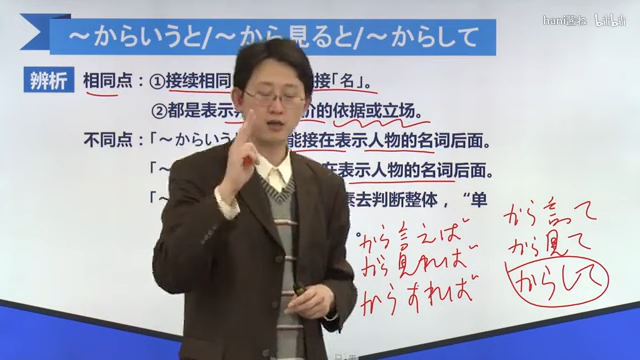 hani酱ね bilibili
～からいうと/～から見ると/～からして
辨析 相同点：①接续相同 接「名」。
②都是表示 价的依据或立场。
不同点：「～からいう 能接在表示人物的名词后面。
「～ 在表示人物的名词后面。
「～ 素去判断整体，“单
から言えば
から見れば
からすれば
から言って
から見て
からして